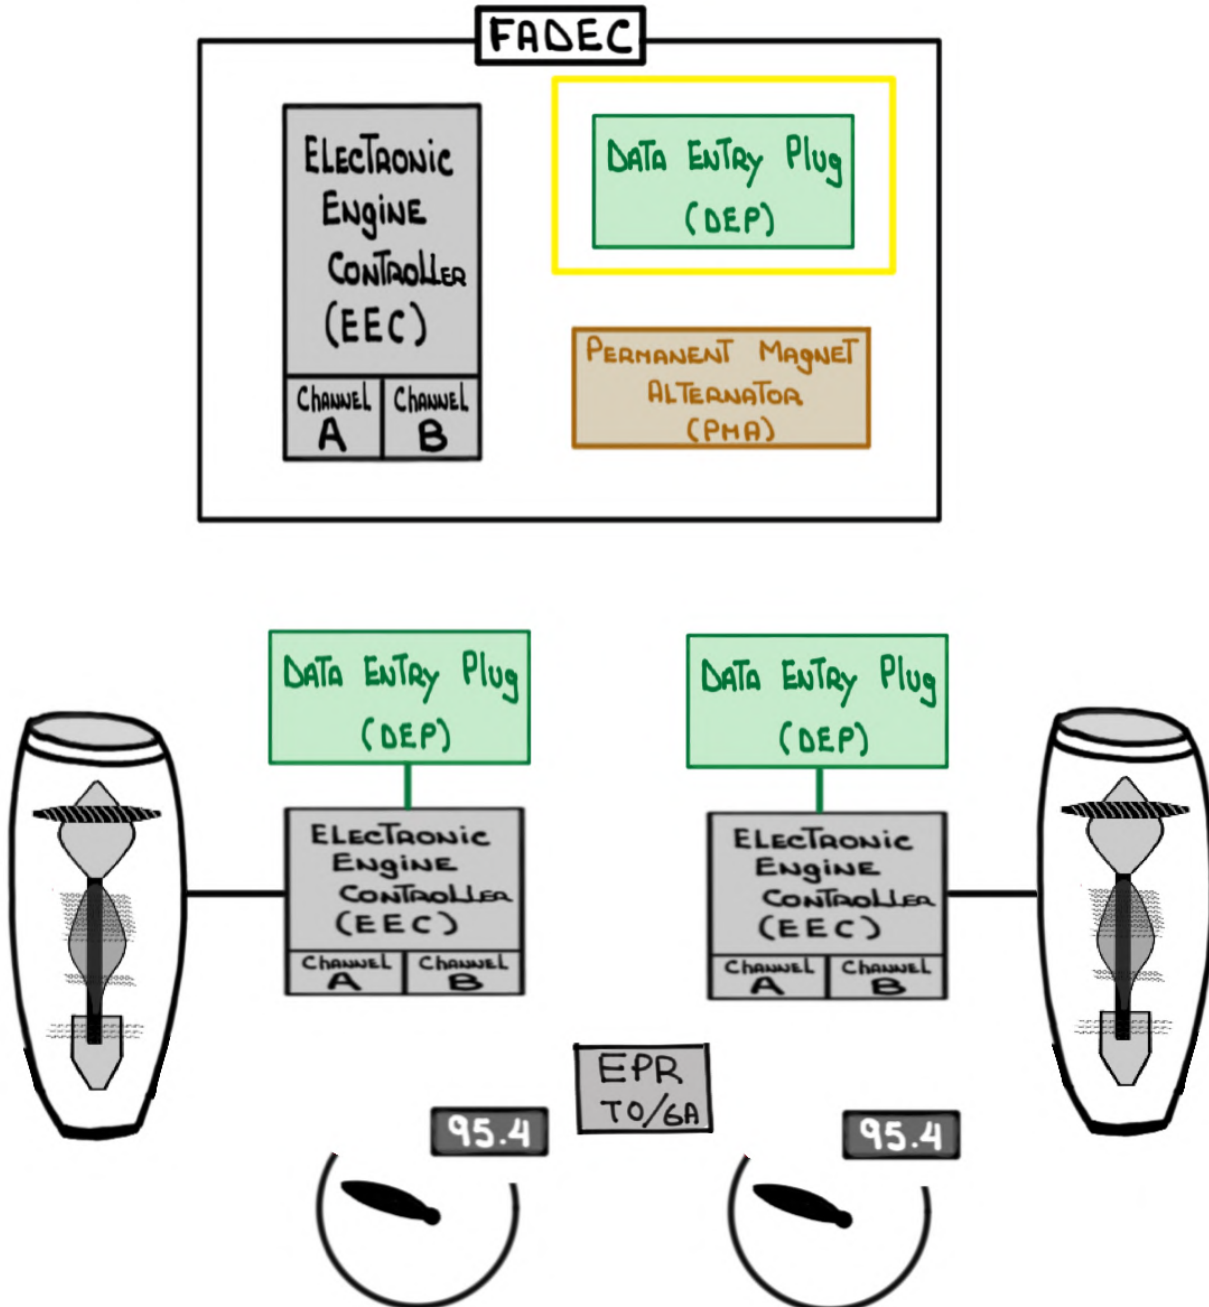 FADEC
ELECTRONIC
ENGINE
CONTROLLER
(EEC)
CHANNEL
A
CHANNEL
B
DATA ENTRY Plug
(DEP)
PERMANENT MAGNET
ALTERNATOR
(PMA)
DATA ENTRY Plug
(DEP)
ELECTRONIC
ENGINE
CONTROLLER
(EEC)
CHANNEL
A
CHANNEL
B
DATA ENTRY Plug
(DEP)
ELECTRONIC
ENGINE
CONTROLLER
(EEC)
CHANNEL
A
CHANNEL
B
EPR
TO/GA
95.4
95.4